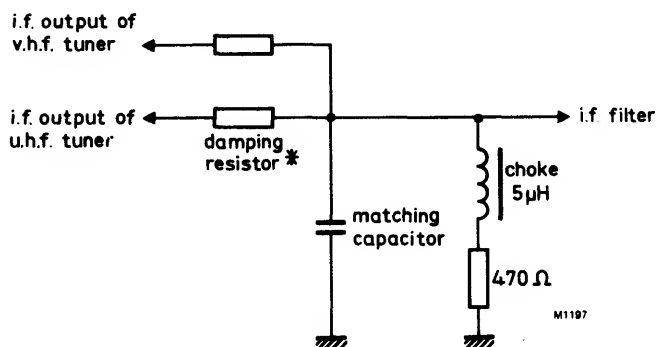 i.f. output of
v.h.f. tuner
i.f. output of
u.h.f. tuner
damping
resistor *
i.f. filter
choke
5μH
matching
capacitor
470 Ω
M1197